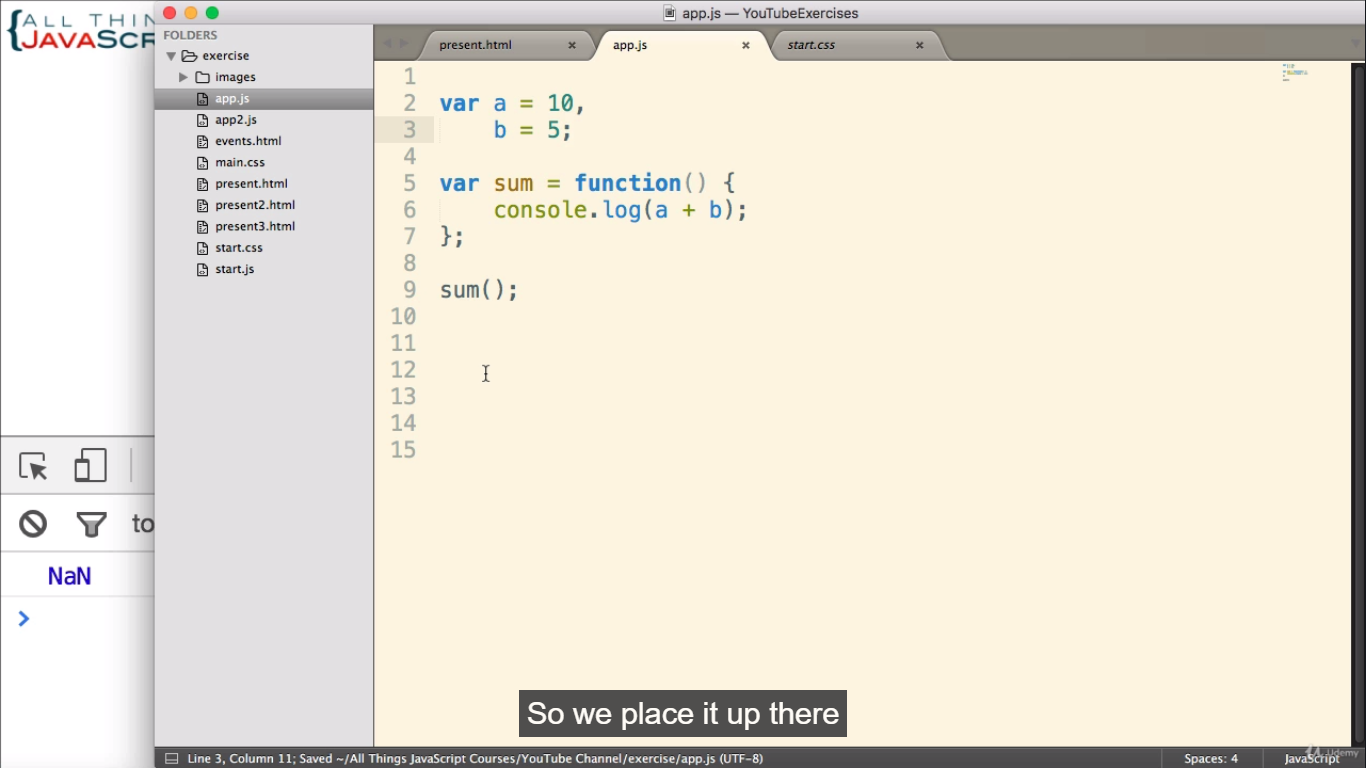 {ALL THIN
JAVASCR
app.js — YouTubeExercises
FOLDERS
exercise
images
app.js
app2.js
events.html
main.css
present.html
present2.html
present3.html
start.css
start.js
present.html × app.js × start.css ×
1
2 var a = 10,
3 b = 5;
4
5 var sum = function() {
6 console.log(a + b);
7 };
8
9 sum();
10
11
12
13
14
15
to
NaN
>
So we place it up there
Line 3, Column 11; Saved ~/All Things JavaScript Courses/YouTube Channel/exercise/app.js (UTF-8)
Spaces: 4
JavaScript
Udemy